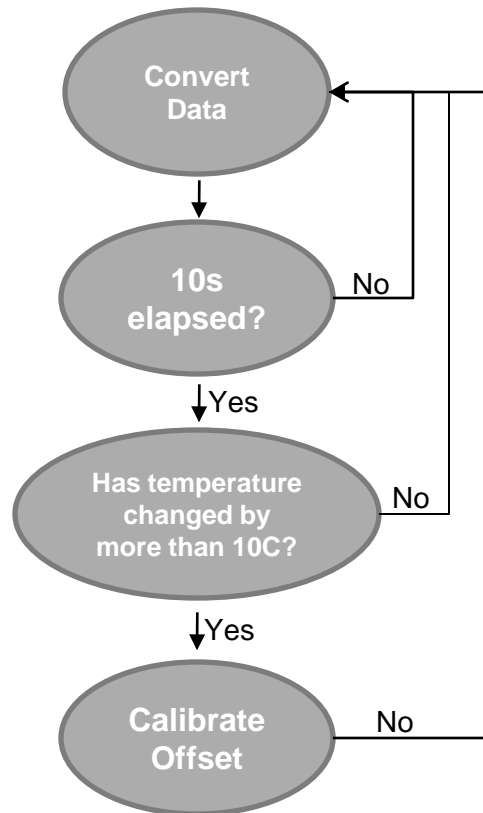 Convert
Data
10s
elapsed?
No
Yes
Has temperature
changed by
more than 10C?
No
Yes
Calibrate
Offset
No